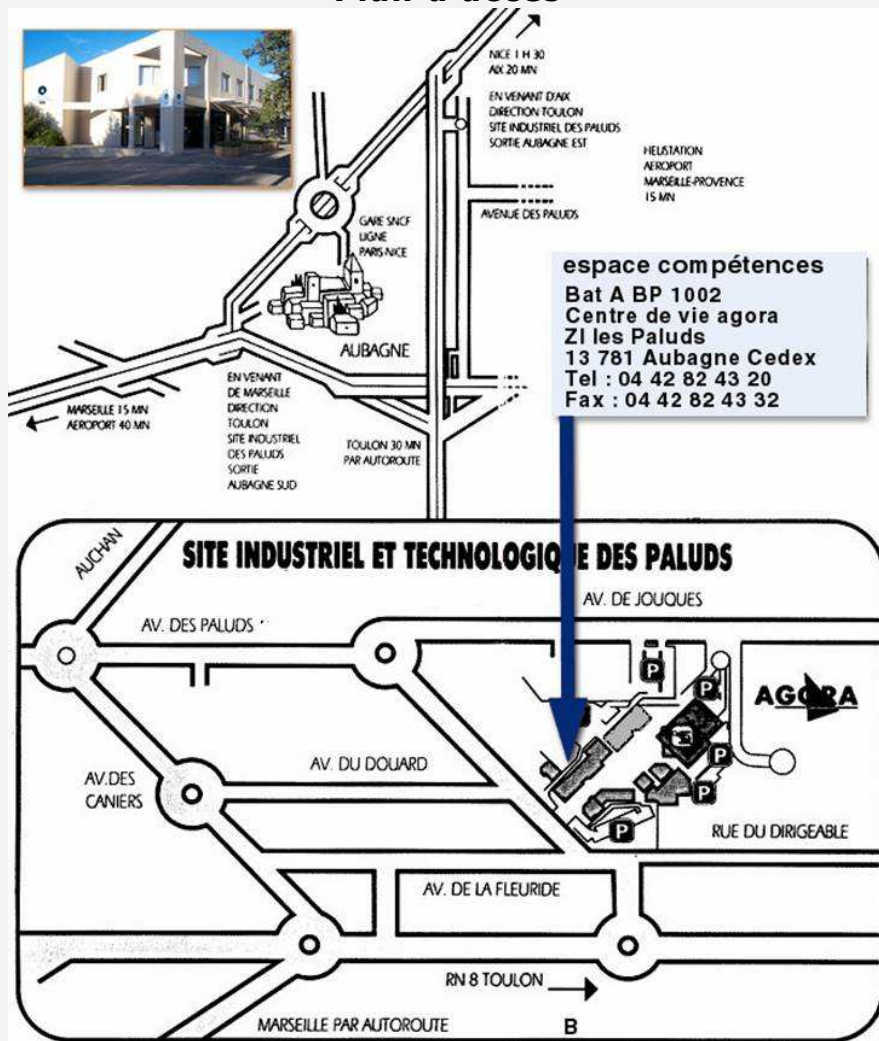 NICE 1 H 30
AIX 20 MN
EN VENANT D'AIX
DIRECTION TOULON
SITE INDUSTRIEL DES PALUDS
SORTIE AUBAGNE EST
HELISTATION
AEROPORT
MARSEILLE-PROVENCE
15 MN
AVENUE DES PALUDS
GARE SNCF
LIGNE
PARIS-NICE
espace compétences
Bat A BP 1002
Centre de vie agora
ZI les Paluds
13 781 Aubagne Cedex
Tel : 04 42 82 43 20
Fax : 04 42 82 43 32
AUBAGNE
EN VENANT
DE MARSEILLE
DIRECTION
TOULON
SITE INDUSTRIEL
DES PALUDS
SORTIE
AUBAGNE SUD
MARSEILLE 15 MN
AEROPORT 40 MN
TOULON 30 MN
PAR AUTOROUTE
AUCHAN
SITE INDUSTRIEL ET TECHNOLOGIQUE DES PALUDS
AV. DE JOUQUES
AV. DES PALUDS
P
P
AGORA
P
AV. DU DOUARD
P
AV. DES
CANIERS
P
P
RUE DU DIRIGEABLE
AV. DE LA FLEURIDE
RN 8 TOULON
MARSEILLE PAR AUTOROUTE
B